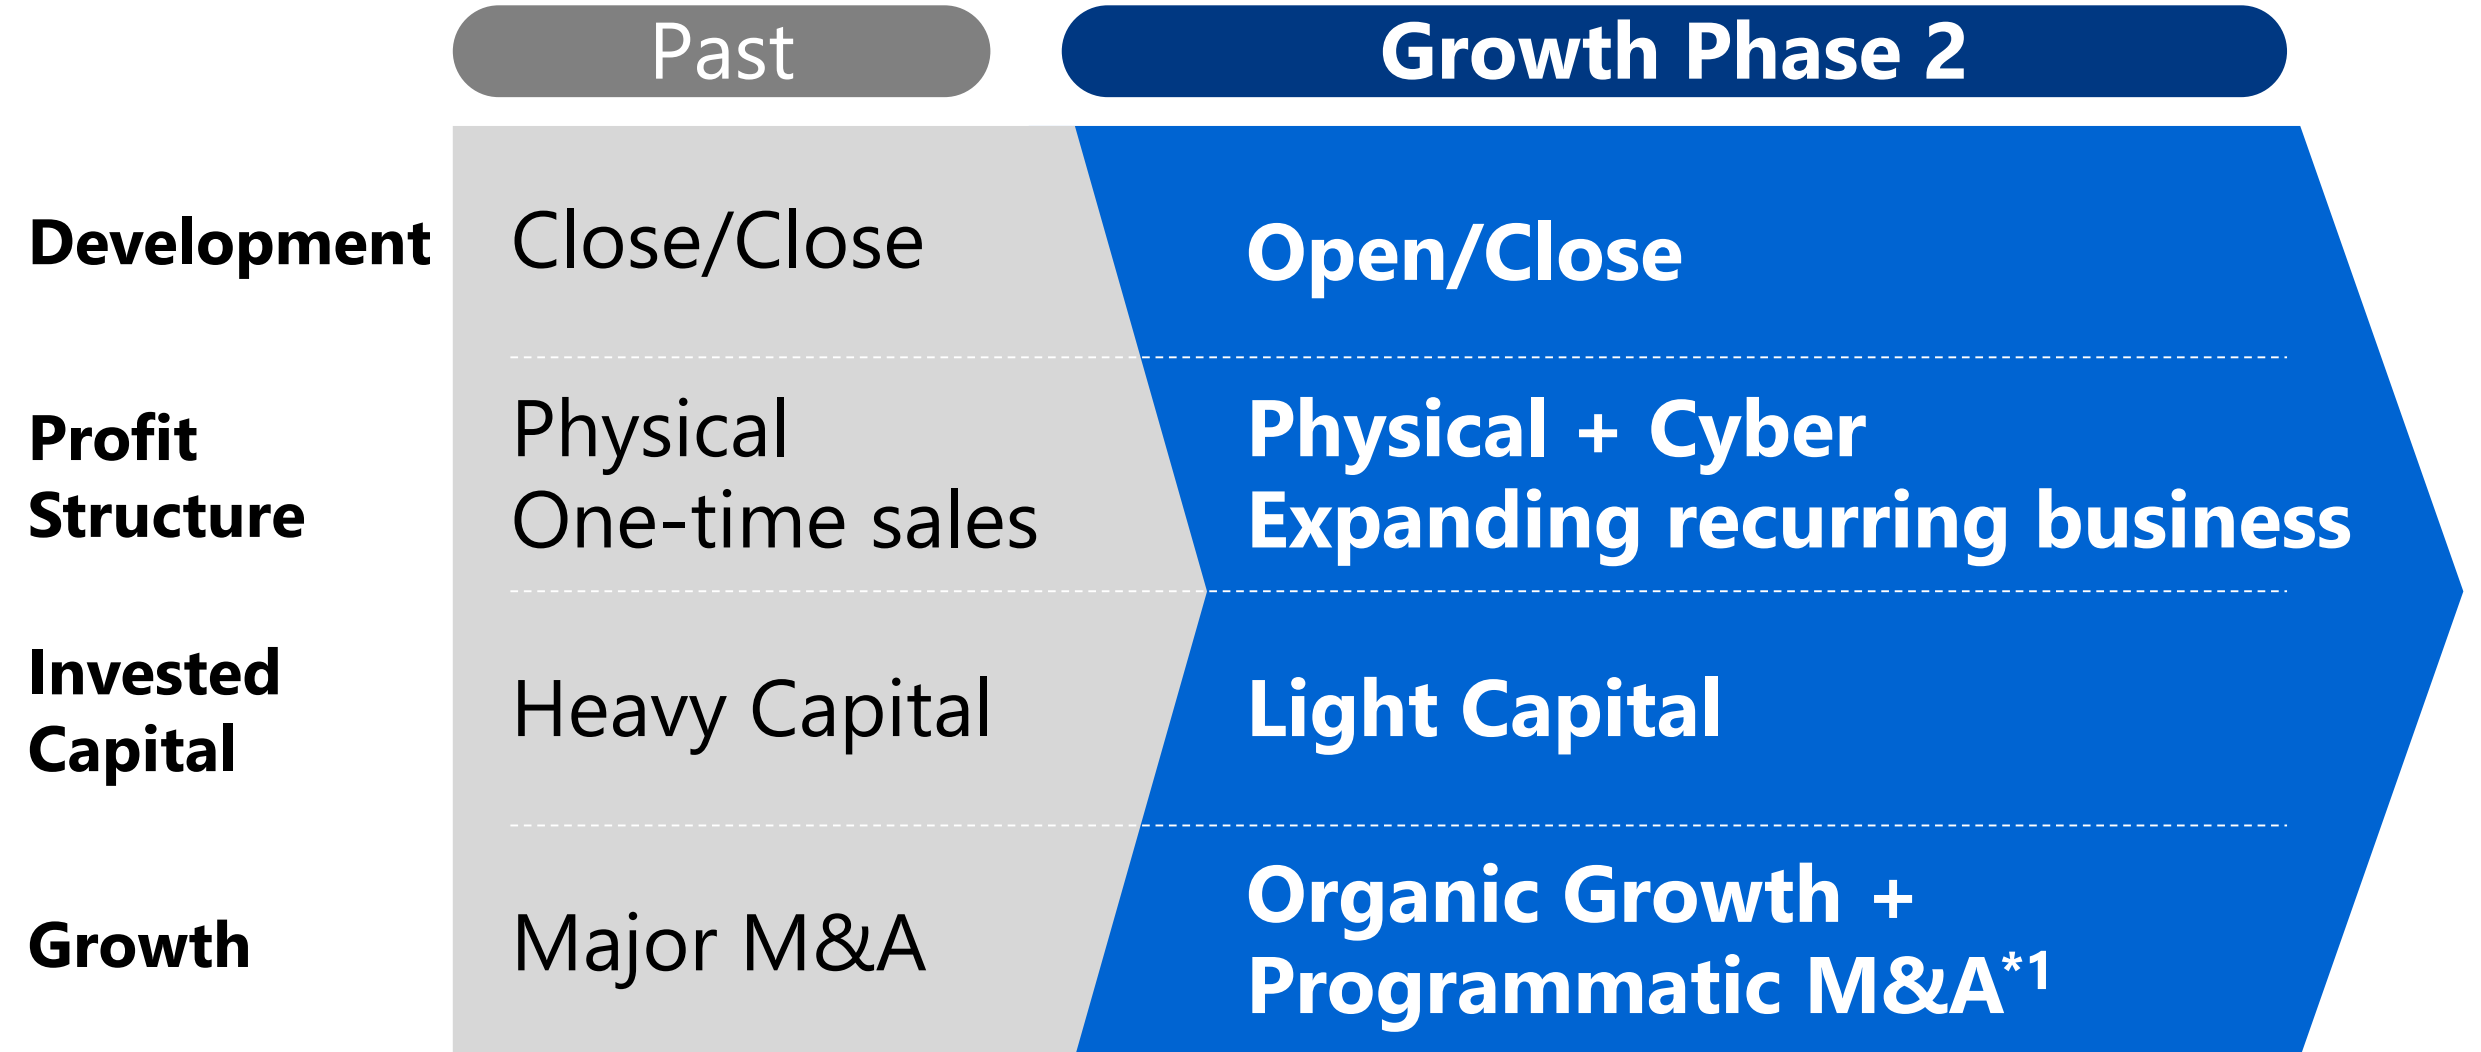 Past
Growth Phase 2
Development
Close/Close
Open/Close
Profit
Structure
Physical
One-time sales
Physical + Cyber
Expanding recurring business
Invested
Capital
Heavy Capital
Light Capital
Growth
Major M&A
Organic Growth +
Programmatic M&A*1